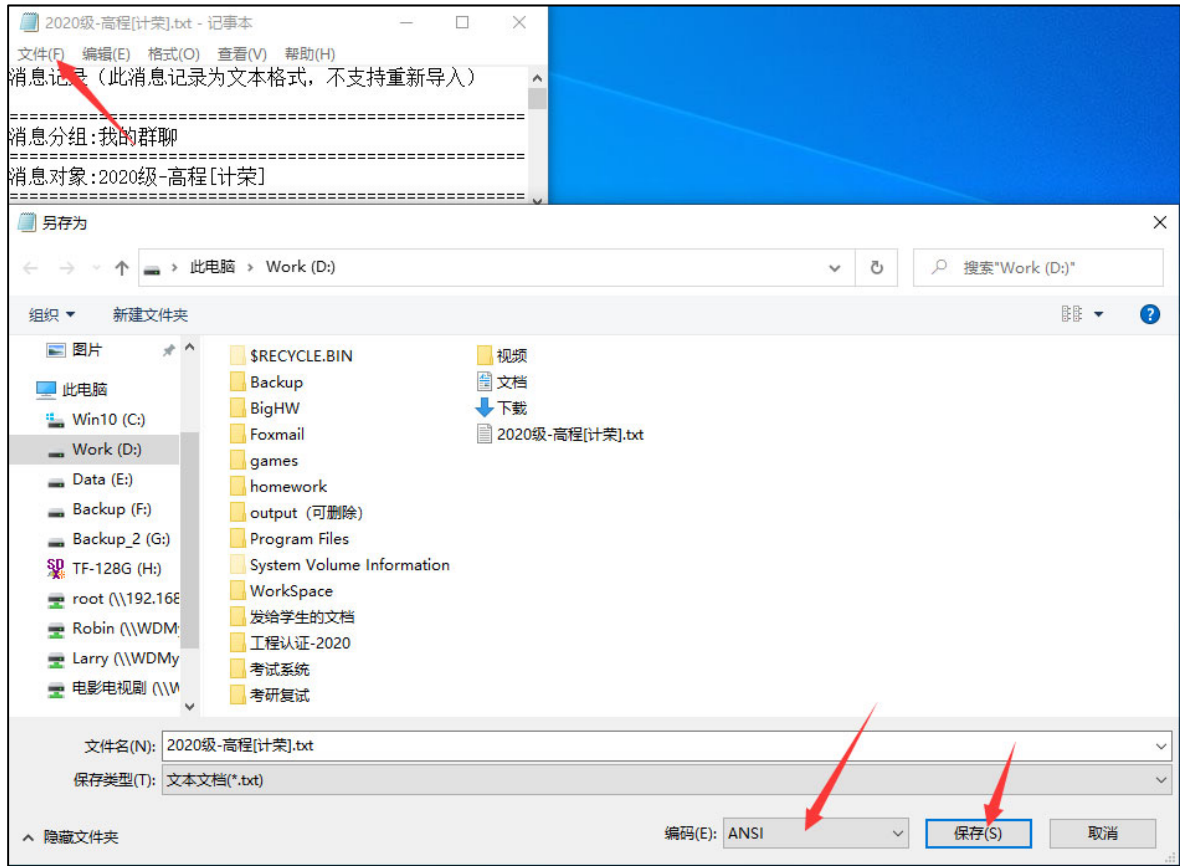 2020级-高程[计荣].txt - 记事本
文件(F) 编辑(E) 格式(O) 查看(V) 帮助(H)
消息记录（此消息记录为文本格式，不支持重新导入）
================================================
消息分组:我的群聊
================================================
消息对象:2020级-高程[计荣]
================================================
另存为
此电脑 › Work (D:)
搜索"Work (D:)"
组织 新建文件夹
图片
此电脑
Win10 (C:)
Work (D:)
Data (E:)
Backup (F:)
Backup_2 (G:)
TF-128G (H:)
root (\\192.168
Robin (\\WDM
Larry (\\WDMy
电影电视剧 (\\W
$RECYCLE.BIN
Backup
BigHW
Foxmail
games
homework
output（可删除）
Program Files
System Volume Information
WorkSpace
发给学生的文档
工程认证-2020
考试系统
考研复试
视频
文档
下载
2020级-高程[计荣].txt
文件名(N): 2020级-高程[计荣].txt
保存类型(T): 文本文档(*.txt)
隐藏文件夹
编码(E): ANSI
保存(S)
取消